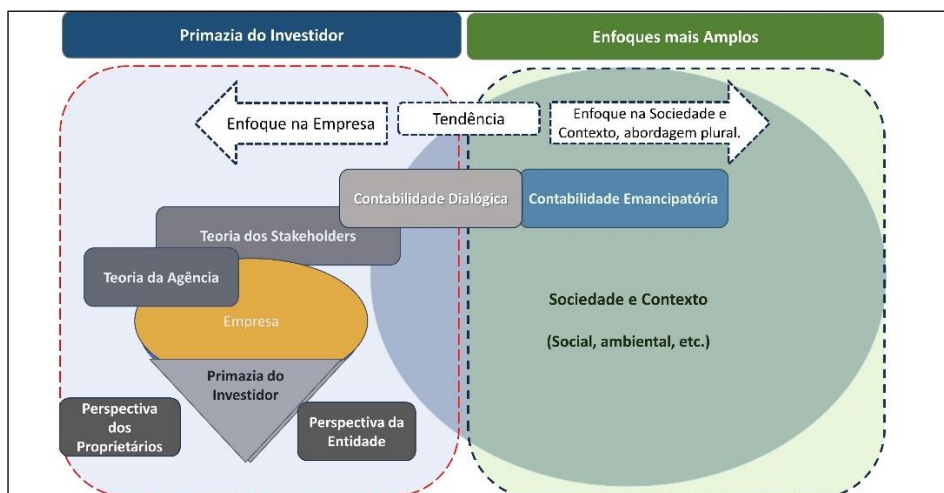 Primazia do Investidor
Enfoques mais Amplos
Enfoque na Empresa
Tendência
Enfoque na Sociedade e
Contexto, abordagem plural.
Contabilidade Dialógica
Contabilidade Emancipatória
Teoria dos Stakeholders
Teoria da Agência
Empresa
Sociedade e Contexto
(Social, ambiental, etc.)
Primazia do
Investidor
Perspectiva
dos
Proprietários
Perspectiva da
Entidade